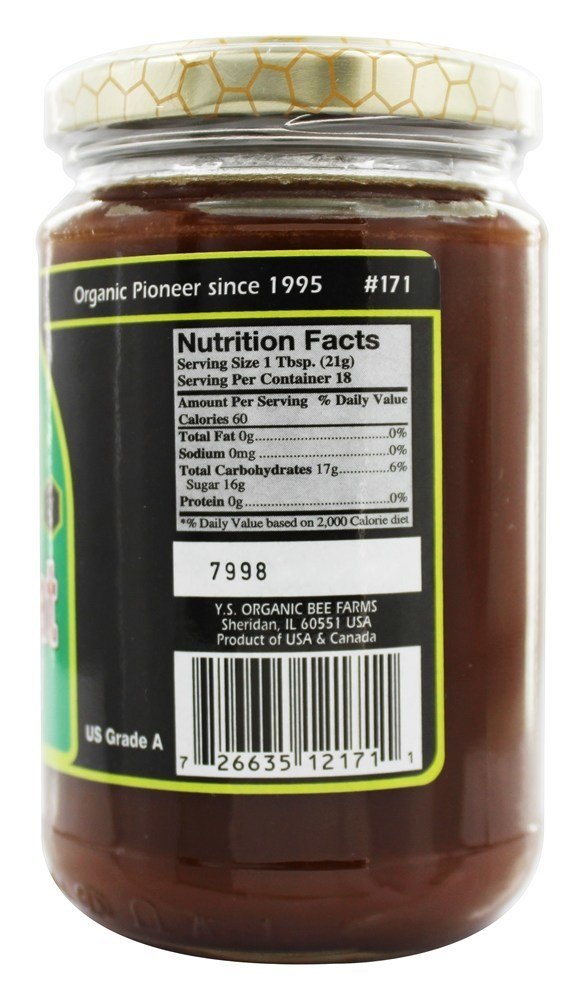 Organic Pioneer since 1995 #171
Nutrition Facts
Serving Size 1 Tbsp. (21g)
Serving Per Container 18
Amount Per Serving % Daily Value
Calories 60
Total Fat 0g..............................0%
Sodium 0mg..............................0%
Total Carbohydrates 17g...........6%
Sugar 16g
Protein 0g..............................0%
*% Daily Value based on 2,000 Calorie diet
7998
Y.S. ORGANIC BEE FARMS
Sheridan, IL 60551 USA
Product of USA & Canada
US Grade A
7 26635 12171 1